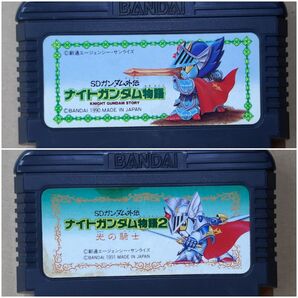 BANDAI
©創通エージェンシー・サンライズ
SDガンダム外伝
ナイトガンダム物語
KNIGHT GUNDAM STORY
©BANDAI 1990 MADE IN JAPAN
BANDAI
SDガンダム外伝
ナイトガンダム物語2
光の騎士
©創通エージェンシー・サンライズ
©BANDAI 1991 MADE IN JAPAN